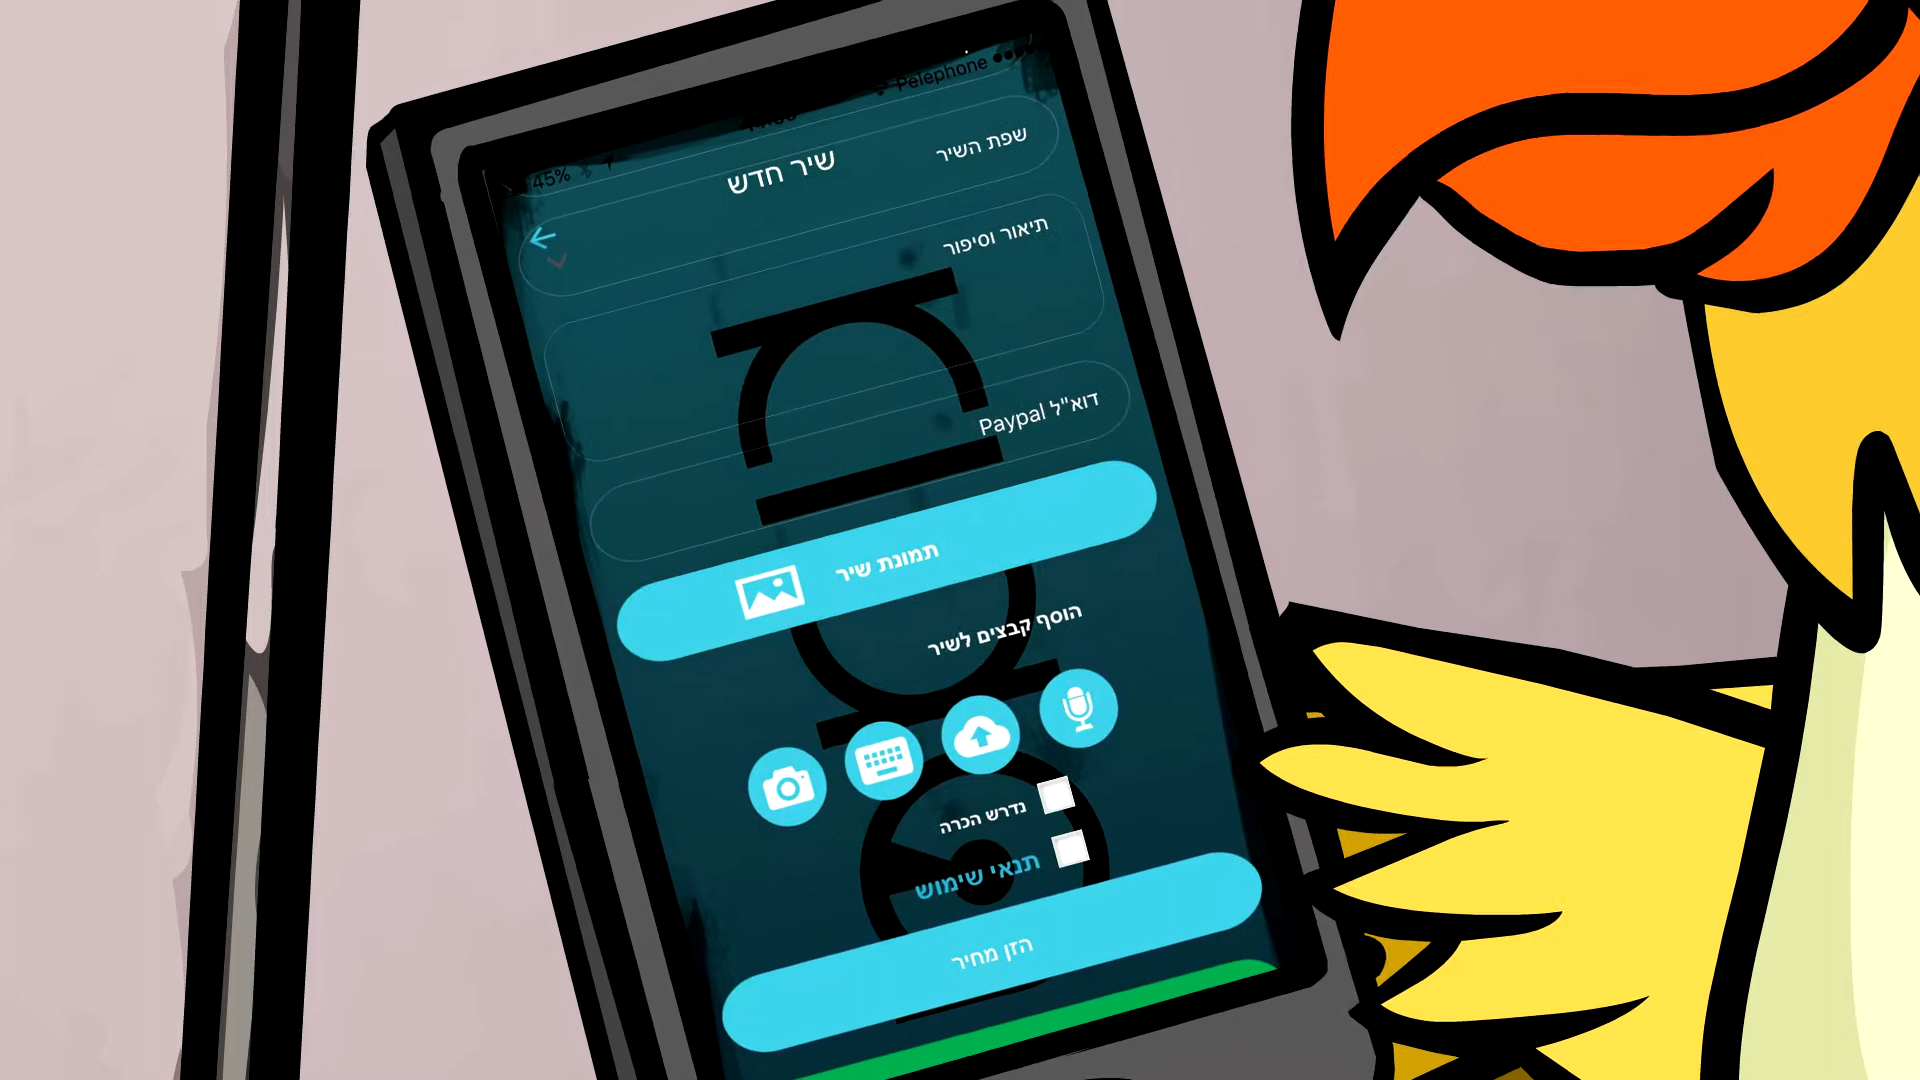 Pelephone
45%
שיר חדש
שפת השיר
תיאור וסיפור
דוא"ל Paypal
תמונת שיר
הוסף קבצים לשיר
נדרש הכרה
תנאי שימוש
הזן מחיר